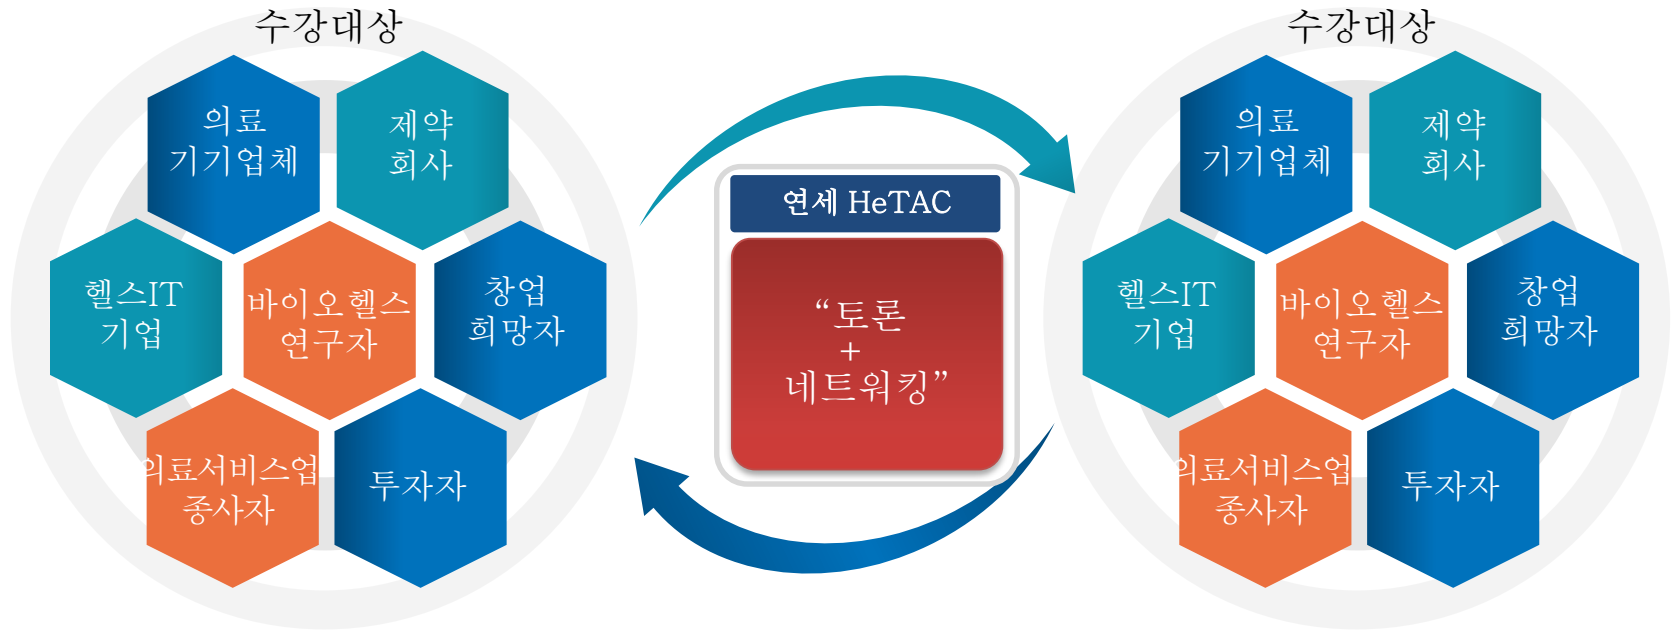 수강대상
의료
기기업체
제약
회사
헬스IT
기업
바이오헬스
연구자
창업
희망자
의료서비스업
종사자
투자자
연세 HeTAC
“토론
+
네트워킹”
수강대상
의료
기기업체
제약
회사
헬스IT
기업
바이오헬스
연구자
창업
희망자
의료서비스업
종사자
투자자